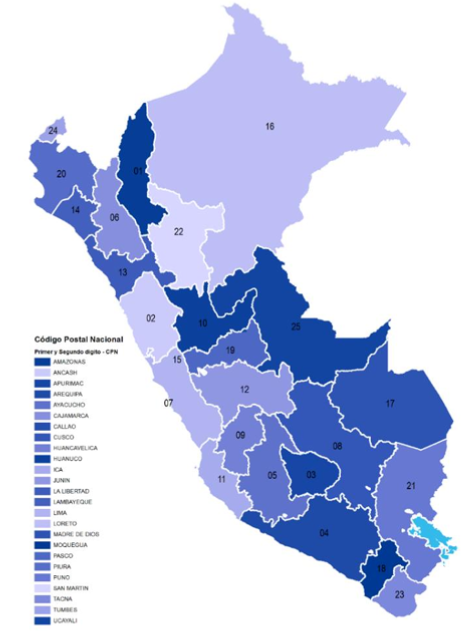 16
24
01
20
06
14
22
13
02
10
25
15
19
07
12
17
09
08
11
05
03
21
04
18
23
Código Postal Nacional
Primer y Segundo dígito - CPN
AMAZONAS
ANCASH
APURIMAC
AREQUIPA
AYACUCHO
CAJAMARCA
CALLAO
CUSCO
HUANCAVELICA
HUANUCO
ICA
JUNIN
LA LIBERTAD
LAMBAYEQUE
LIMA
LORETO
MADRE DE DIOS
MOQUEGUA
PASCO
PIURA
PUNO
SAN MARTIN
TACNA
TUMBES
UCAYALI